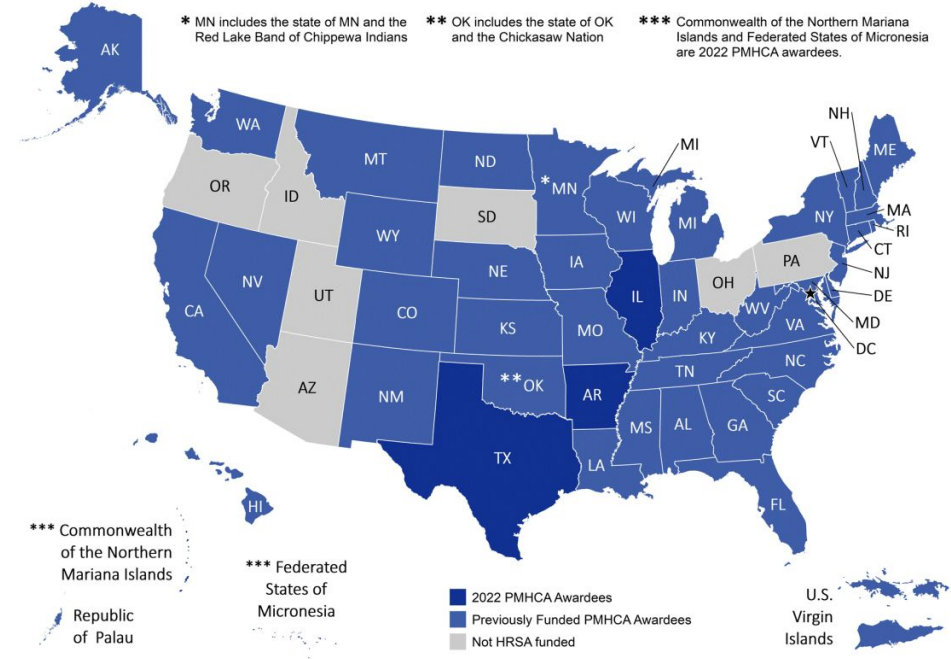 * MN includes the state of MN and the
Red Lake Band of Chippewa Indians
** OK includes the state of OK
and the Chickasaw Nation
*** Commonwealth of the Northern Mariana
Islands and Federated States of Micronesia
are 2022 PMHCA awardees.
AK
WA
OR
ID
MT
ND
SD
WY
NE
* MN
WI
MI
MI
IA
IL
IN
OH
PA
NY
VT
NH
ME
MA
RI
CT
NJ
DE
MD
DC
CA
NV
UT
CO
KS
MO
KY
WV
VA
NC
TN
SC
AZ
NM
** OK
AR
TX
LA
MS
AL
GA
FL
HI
*** Commonwealth
of the Northern
Mariana Islands
Republic
of Palau
*** Federated
States of
Micronesia
2022 PMHCA Awardees
Previously Funded PMHCA Awardees
Not HRSA funded
U.S.
Virgin
Islands